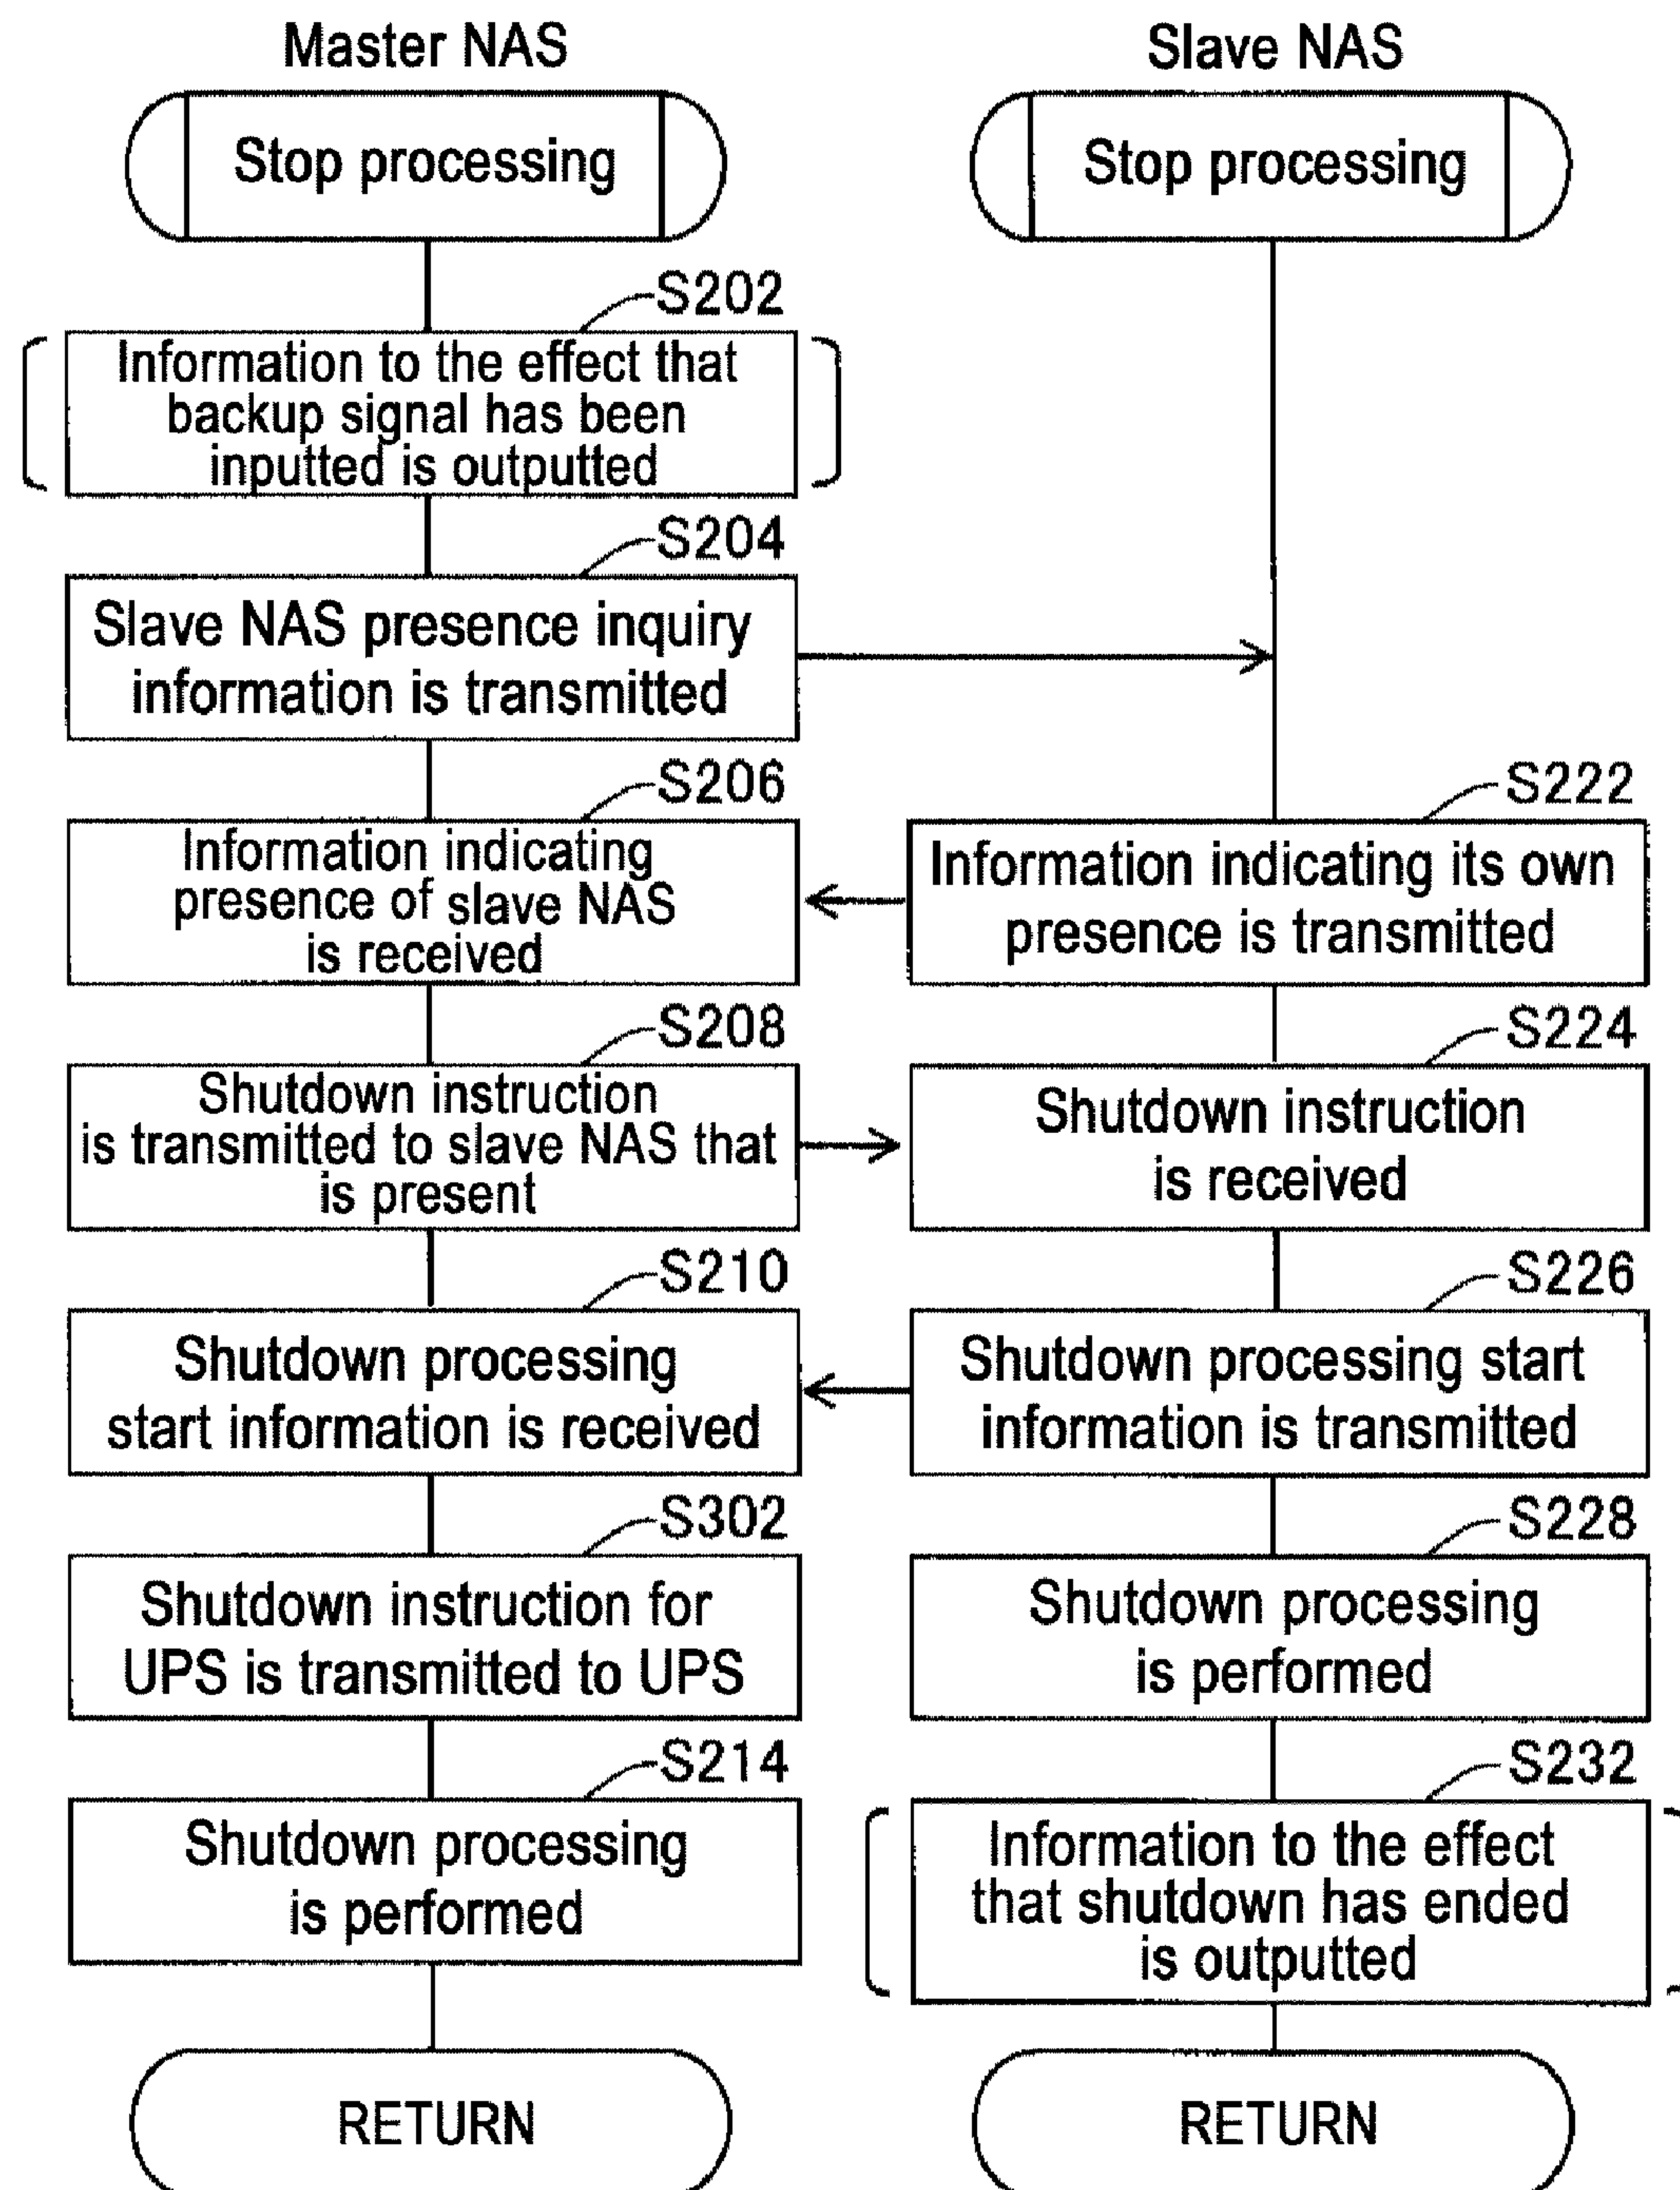 Master NAS
Slave NAS
Stop processing
Stop processing
S202
Information to the effect that
backup signal has been
inputted is outputted
S204
Slave NAS presence inquiry
information is transmitted
S206
Information indicating
presence of slave NAS
is received
S222
Information indicating its own
presence is transmitted
S208
Shutdown instruction
is transmitted to slave NAS that
is present
S224
Shutdown instruction
is received
S210
Shutdown processing
start information is received
S226
Shutdown processing start
information is transmitted
S302
Shutdown instruction for
UPS is transmitted to UPS
S228
Shutdown processing
is performed
S214
Shutdown processing
is performed
S232
Information to the effect
that shutdown has ended
is outputted
RETURN
RETURN